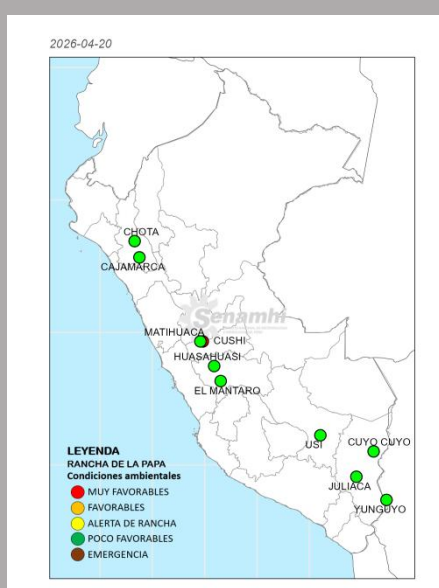 2026-04-20
CHOTA
CAJAMARCA
Senamhi
MATIHUACA
CUSHI
HUASAHUASI
EL MANTARO
USI
CUYO CUYO
JULIACA
YUNGUYO
LEYENDA
RANCHA DE LA PAPA
Condiciones ambientales
MUY FAVORABLES
FAVORABLES
ALERTA DE RANCHA
POCO FAVORABLES
EMERGENCIA